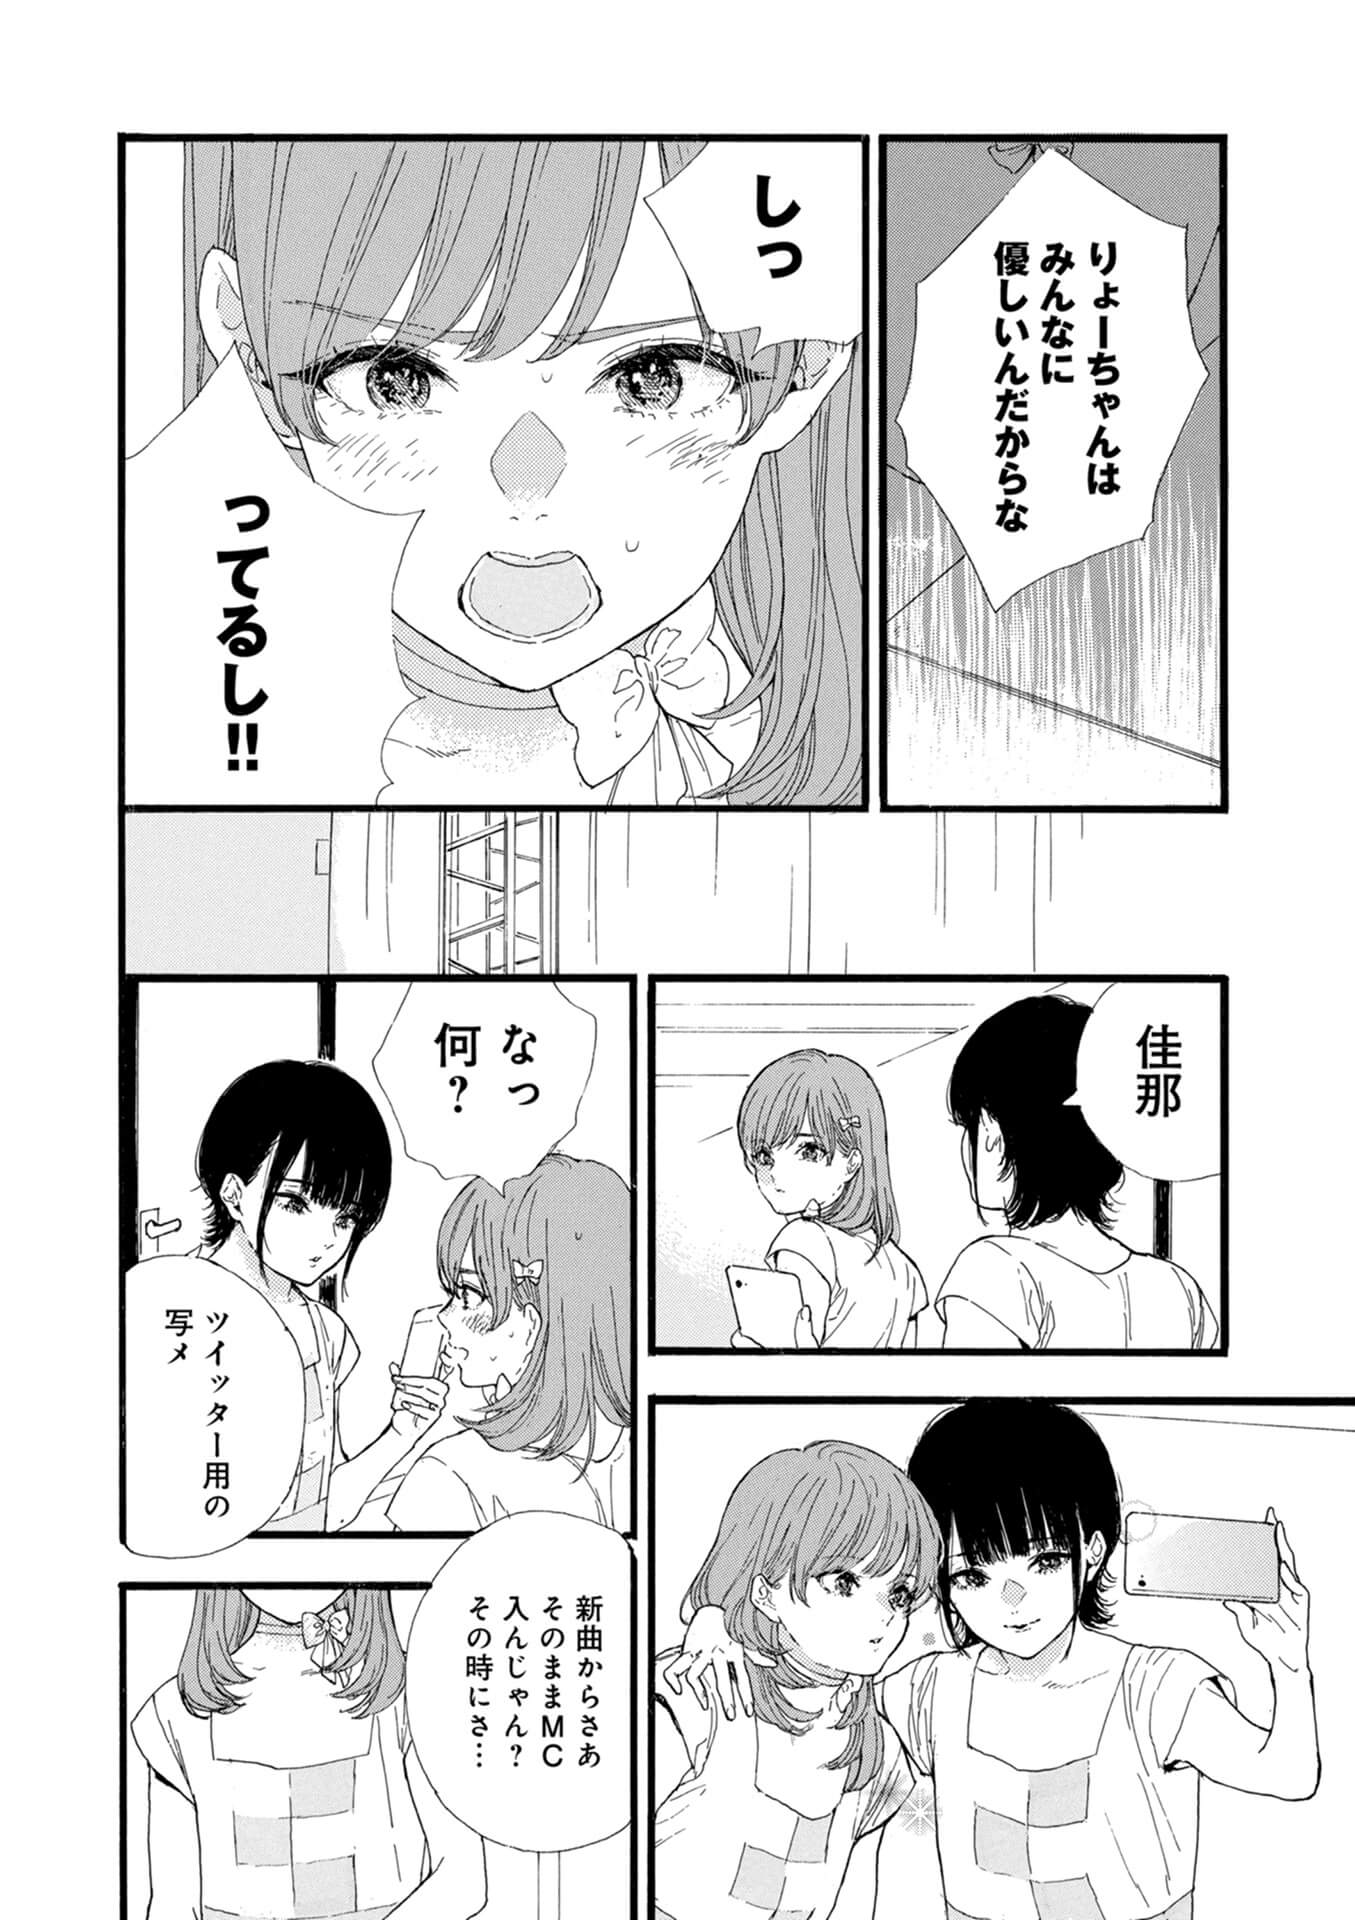 りょーちゃんは
みんなに
優しいんだからな
しっ
ってるし!!
佳那
なっ
何?
ツイッター用の
写メ
新曲からさあ
そのままMC
入んじゃん?
その時にさ…